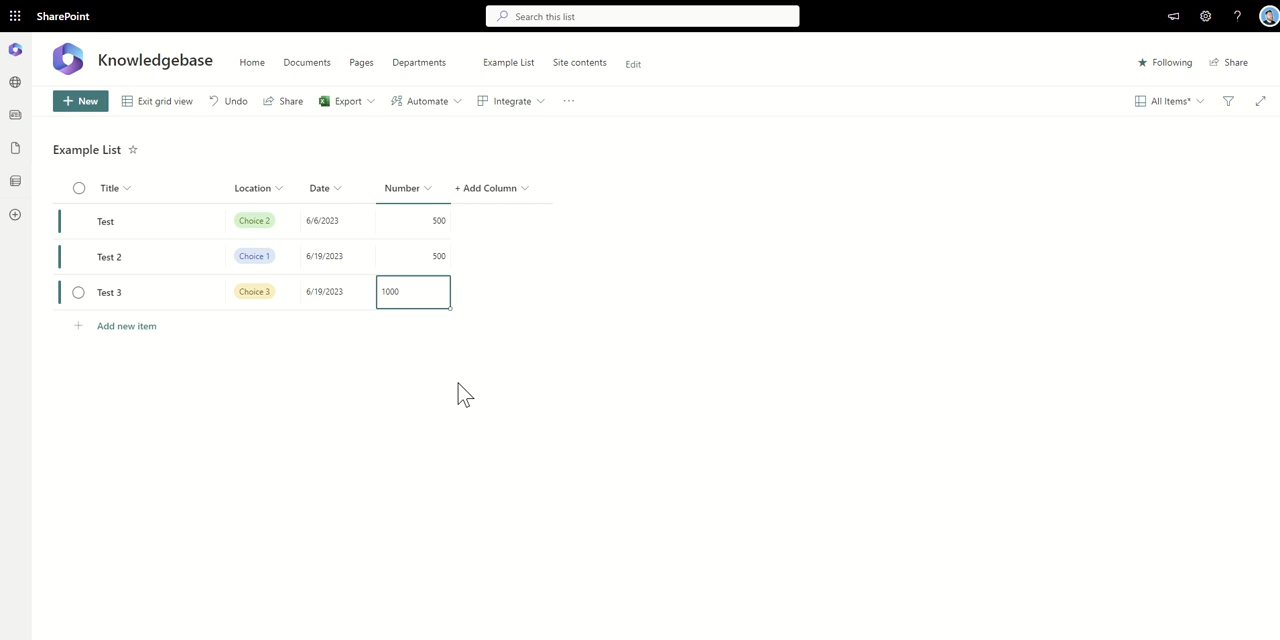 SharePoint
Search this list
?
Knowledgebase Home Documents Pages Departments Example List Site contents Edit Following Share
+ New Exit grid view Undo Share Export Automate Integrate ... All Items*
Example List
Title Location Date Number + Add Column
Test Choice 2 6/6/2023 500
Test 2 Choice 1 6/19/2023 500
Test 3 Choice 3 6/19/2023 1000
+ Add new item